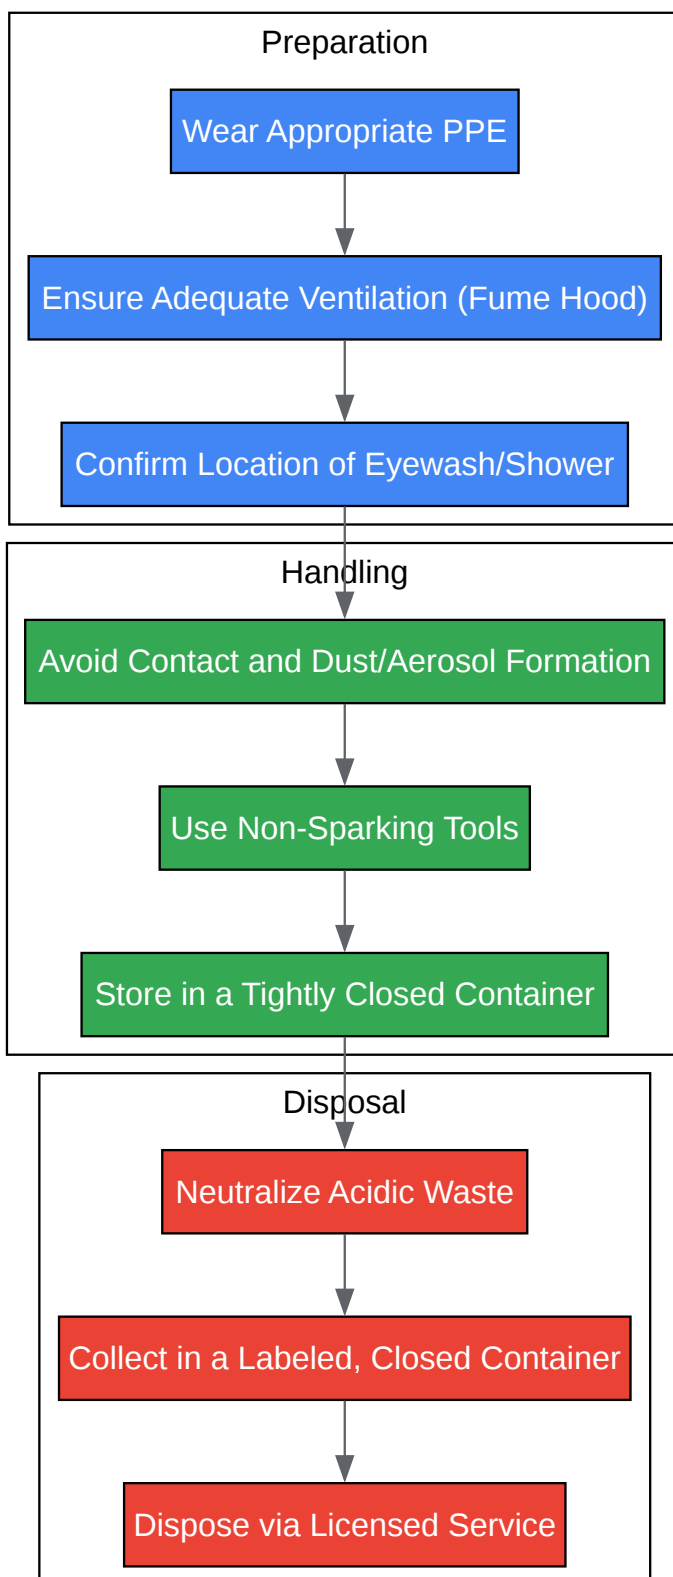 Preparation
Wear Appropriate PPE
Ensure Adequate Ventilation (Fume Hood)
Confirm Location of Eyewash/Shower
Handling
Avoid Contact and Dust/Aerosol Formation
Use Non-Sparking Tools
Store in a Tightly Closed Container
Disposal
Neutralize Acidic Waste
Collect in a Labeled, Closed Container
Dispose via Licensed Service